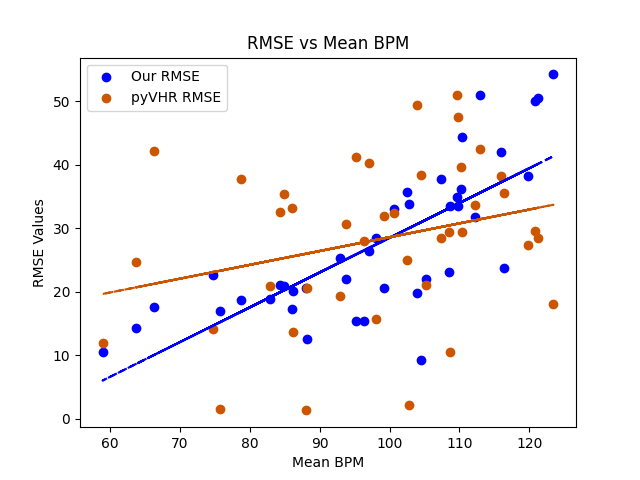 RMSE vs Mean BPM
Our RMSE
pyVHR RMSE
RMSE Values
50
40
30
20
10
0
60 70 80 90 100 110 120
Mean BPM